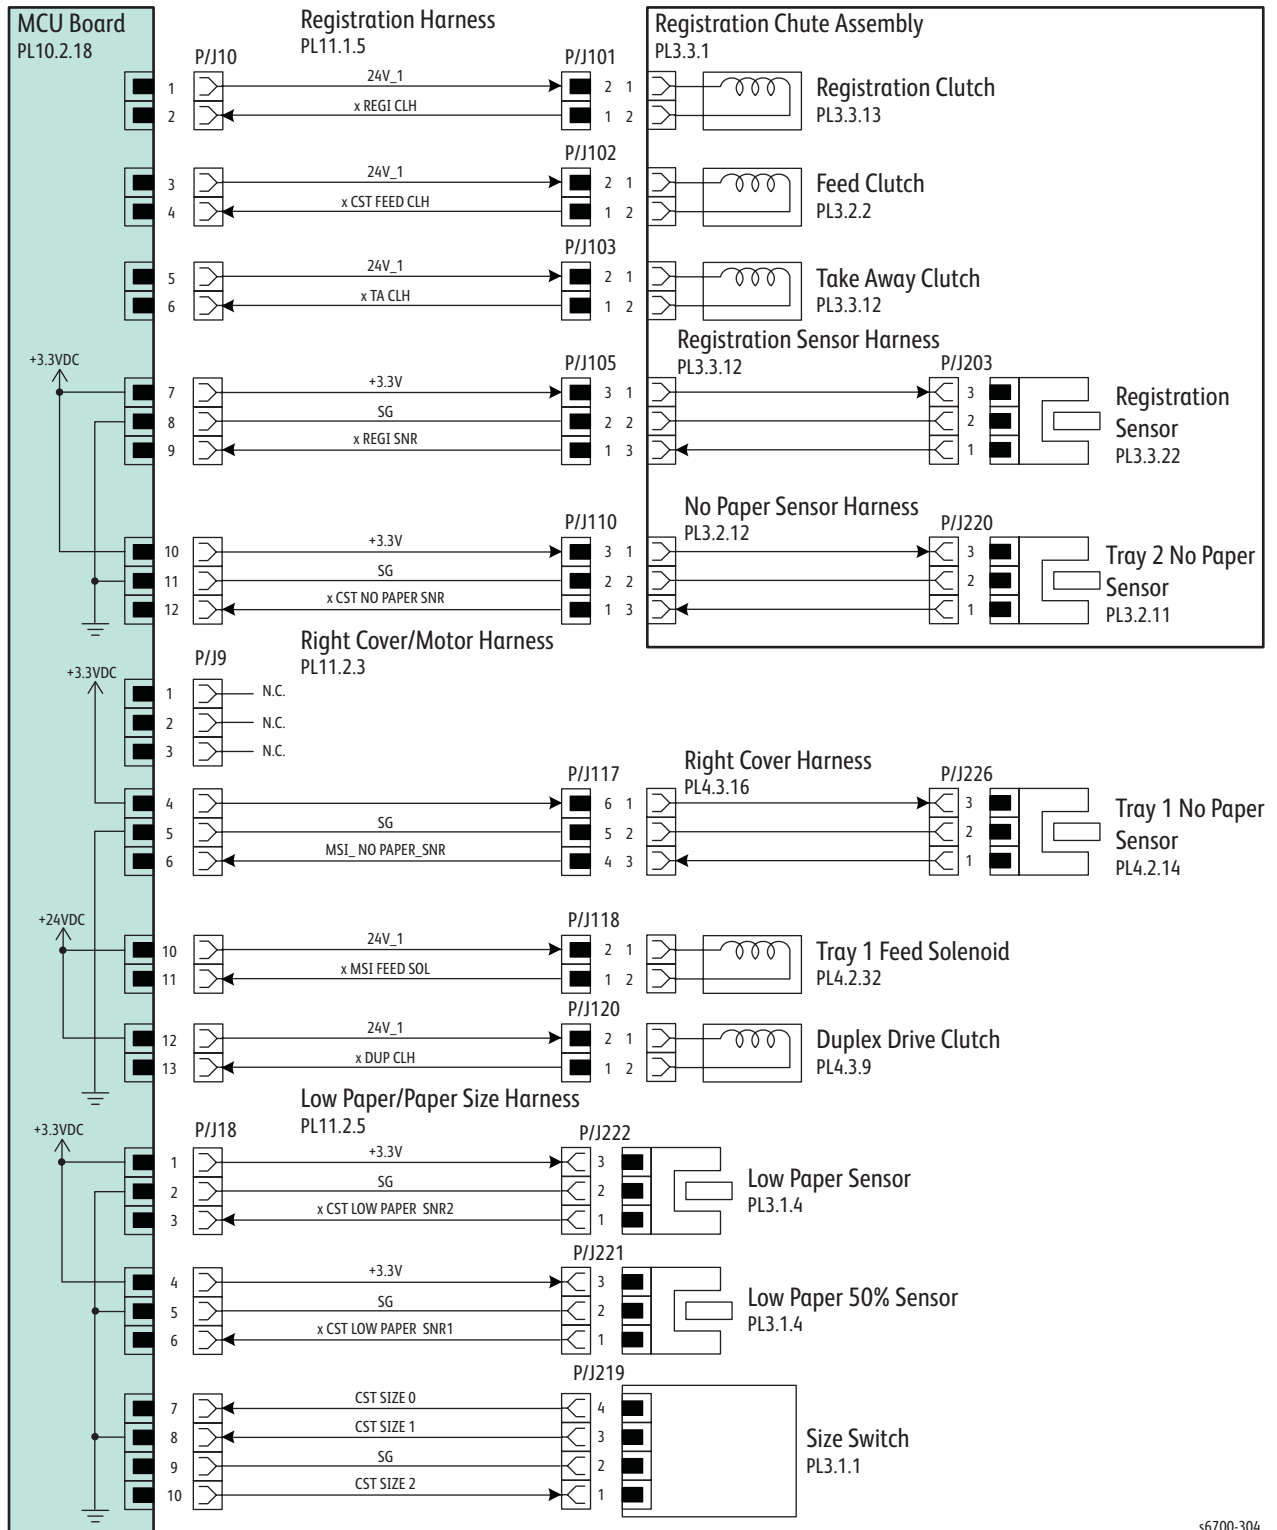 MCU Board
PL10.2.18
Registration Harness
PL11.1.5
Registration Chute Assembly
PL3.3.1
P/J10
P/J101
1 24V_1 2 1
2 x REGI CLH 1 2
Registration Clutch
PL3.3.13
P/J102
3 24V_1 2 1
4 x CST FEED CLH 1 2
Feed Clutch
PL3.2.2
P/J103
5 24V_1 2 1
6 x TA CLH 1 2
Take Away Clutch
PL3.3.12
Registration Sensor Harness
PL3.3.12
+3.3VDC
P/J105
P/J203
7 +3.3V 3 1 3
8 SG 2 2 2
9 x REGI SNR 1 3 1
Registration
Sensor
PL3.3.22
No Paper Sensor Harness
PL3.2.12
P/J110
P/J220
10 +3.3V 3 1 3
11 SG 2 2 2
12 x CST NO PAPER SNR 1 3 1
Tray 2 No Paper
Sensor
PL3.2.11
Right Cover/Motor Harness
PL11.2.3
P/J9
+3.3VDC
1 N.C.
2 N.C.
3 N.C.
Right Cover Harness
PL4.3.16
P/J117
P/J226
4 6 1 3
5 SG 5 2 2
6 MSI_ NO PAPER_SNR 4 3 1
Tray 1 No Paper
Sensor
PL4.2.14
+24VDC
P/J118
10 24V_1 2 1
11 x MSI FEED SOL 1 2
Tray 1 Feed Solenoid
PL4.2.32
P/J120
12 24V_1 2 1
13 x DUP CLH 1 2
Duplex Drive Clutch
PL4.3.9
Low Paper/Paper Size Harness
PL11.2.5
+3.3VDC
P/J18
P/J222
1 +3.3V 3
2 SG 2
3 x CST LOW PAPER SNR2 1
Low Paper Sensor
PL3.1.4
P/J221
4 +3.3V 3
5 SG 2
6 x CST LOW PAPER SNR1 1
Low Paper 50% Sensor
PL3.1.4
P/J219
7 CST SIZE 0 4
8 CST SIZE 1 3
9 SG 2
10 CST SIZE 2 1
Size Switch
PL3.1.1
s6700-304